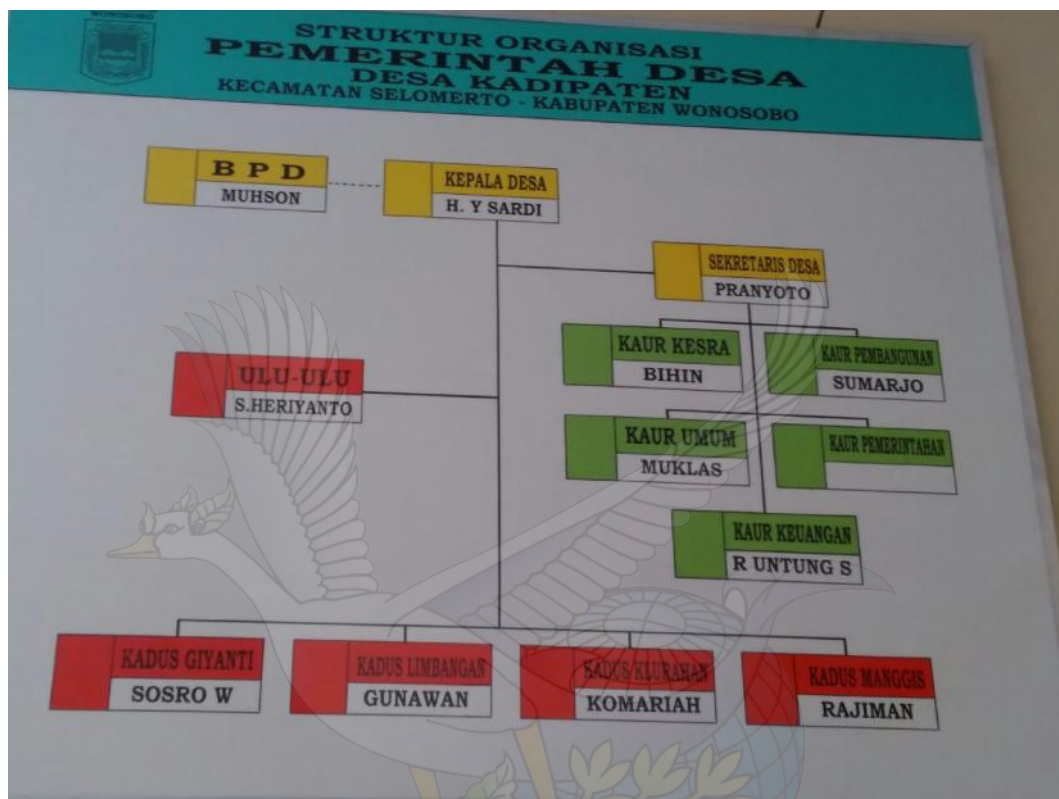 WONOSOBO
STRUKTUR ORGANISASI
PEMERINTAH DESA
DESA KADIPATEN
KECAMATAN SELOMERTO - KABUPATEN WONOSOBO
B P D
MUHSON
KEPALA DESA
H. Y SARDI
SEKRETARIS DESA
PRANYOTO
KAUR KESRA
BIHIN
KAUR PEMBANGUNAN
SUMARJO
ULU-ULU
S.HERIYANTO
KAUR UMUM
MUKLAS
KAUR PEMERINTAHAN
KAUR KEUANGAN
R UNTUNG S
KADUS GIYANTI
SOSRO W
KADUS LIMBANGAN
GUNAWAN
KADUS KLURAHAN
KOMARIAH
KADUS MANGGIS
RAJIMAN